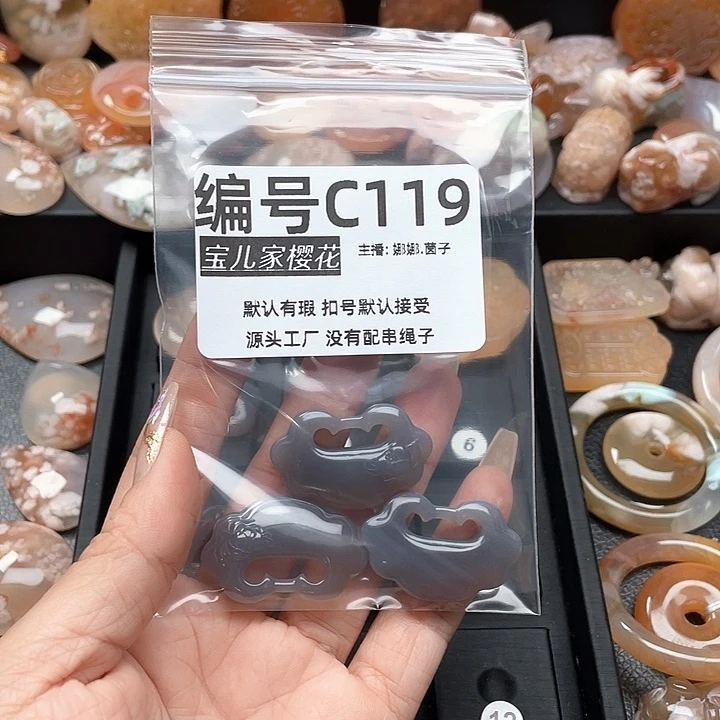 编号C119
宝儿家樱花 主播: 娜娜.茵子
默认有瑕 扣号默认接受
源头工厂 没有配串绳子
6
12